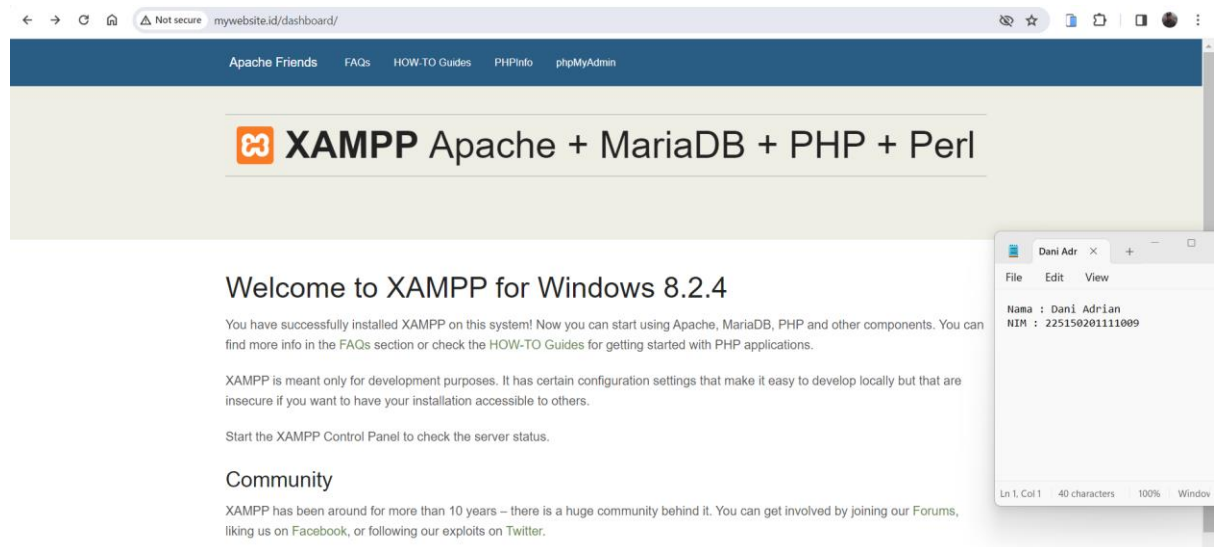 Not secure mywebsite.id/dashboard/
Apache Friends FAQs HOW-TO Guides PHPInfo phpMyAdmin
XAMPP Apache + MariaDB + PHP + Perl
Welcome to XAMPP for Windows 8.2.4
You have successfully installed XAMPP on this system! Now you can start using Apache, MariaDB, PHP and other components. You can
find more info in the FAQs section or check the HOW-TO Guides for getting started with PHP applications.
XAMPP is meant only for development purposes. It has certain configuration settings that make it easy to develop locally but that are
insecure if you want to have your installation accessible to others.
Start the XAMPP Control Panel to check the server status.
Community
XAMPP has been around for more than 10 years – there is a huge community behind it. You can get involved by joining our Forums,
liking us on Facebook, or following our exploits on Twitter.
Dani Adr
File Edit View
Nama : Dani Adrian
NIM : 225150201111009
Ln 1, Col 1 40 characters 100% Window